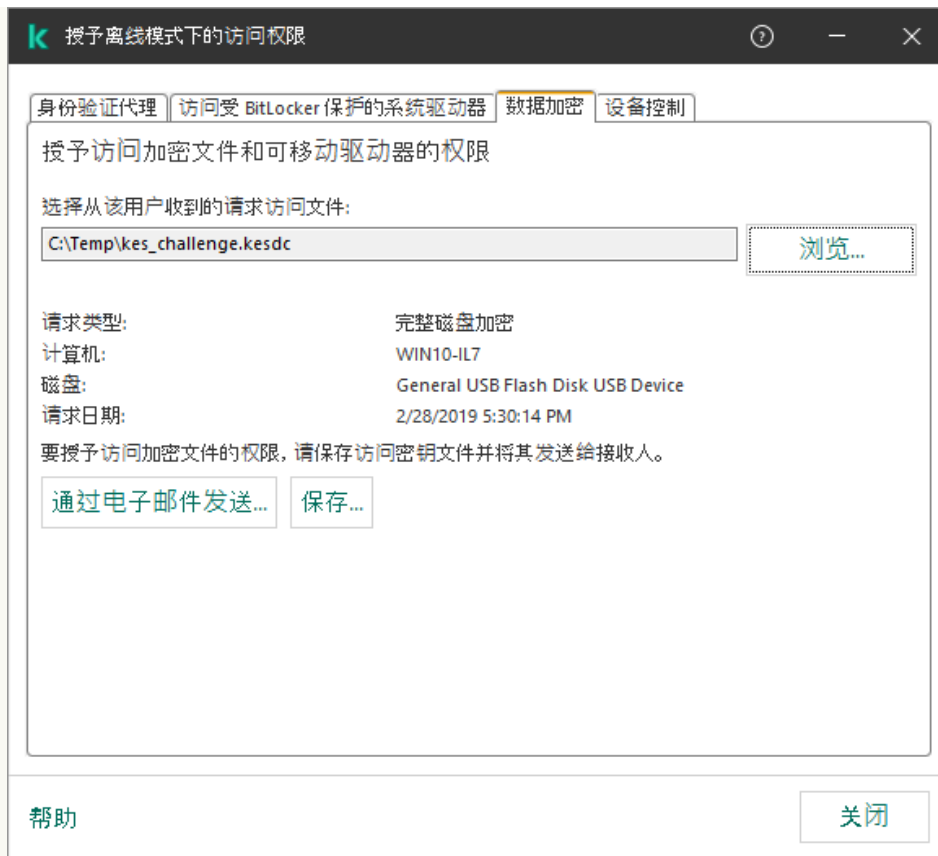 授予离线模式下的访问权限
身份验证代理 访问受 BitLocker 保护的系统驱动器 数据加密 设备控制
授予访问加密文件和可移动驱动器的权限
选择从该用户收到的请求访问文件:
C:\Temp\kes_challenge.kesdc 浏览...
请求类型: 完整磁盘加密
计算机: WIN10-IL7
磁盘: General USB Flash Disk USB Device
请求日期: 2/28/2019 5:30:14 PM
要授予访问加密文件的权限,请保存访问密钥文件并将其发送给接收人。
通过电子邮件发送... 保存...
帮助 关闭